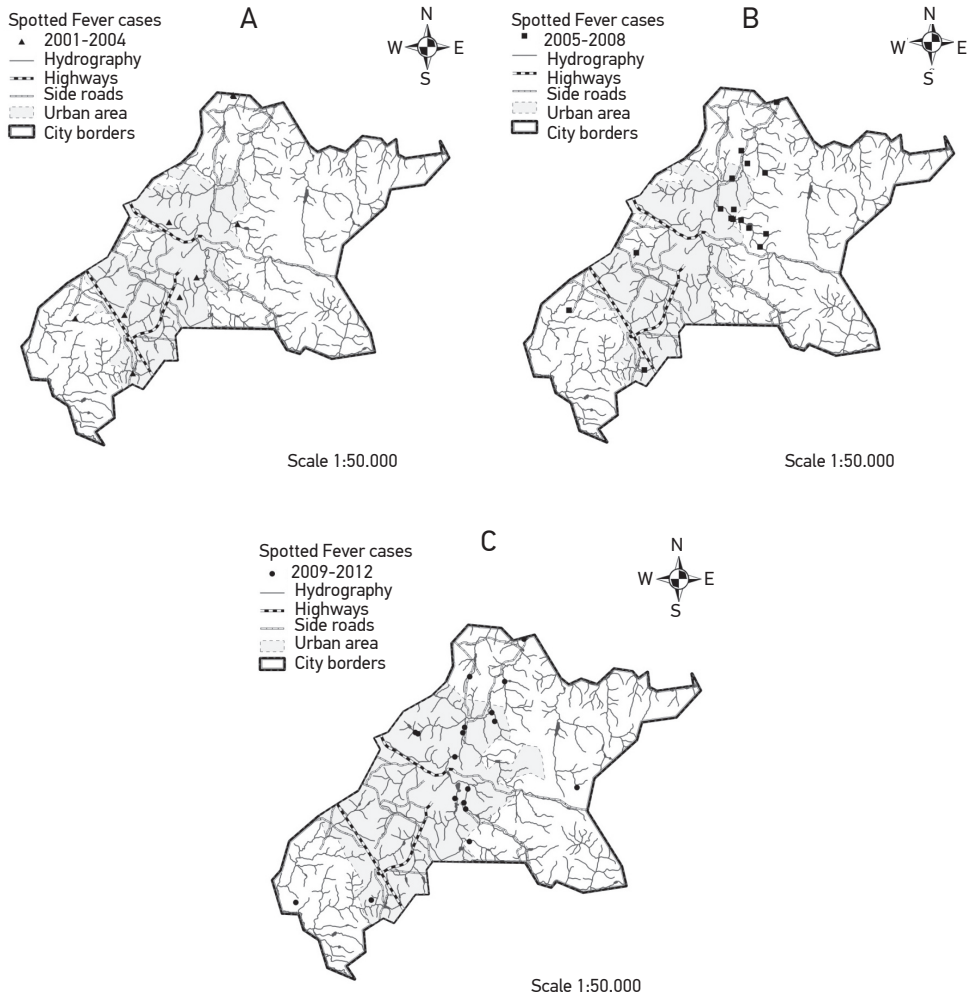 A
Spotted Fever cases
2001-2004
Hydrography
Highways
Side roads
Urban area
City borders
N
W E
S
Scale 1:50.000
B
Spotted Fever cases
2005-2008
Hydrography
Highways
Side roads
Urban area
City borders
N
W E
S
Scale 1:50.000
C
Spotted Fever cases
2009-2012
Hydrography
Highways
Side roads
Urban area
City borders
N
W E
S
Scale 1:50.000